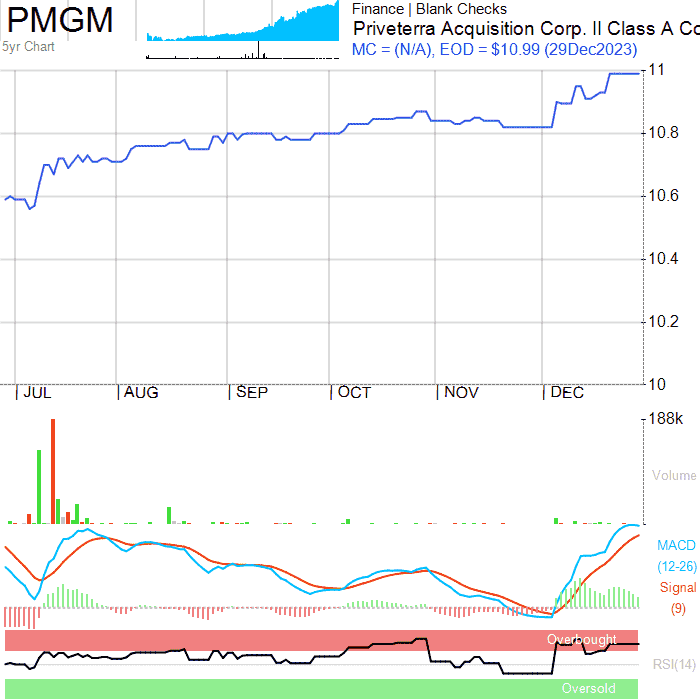 PMGM
5yr Chart
Finance | Blank Checks
Priveterra Acquisition Corp. II Class A Co
MC = (N/A), EOD = $10.99 (29Dec2023)
11
10.8
10.6
10.4
10.2
10
| JUL | AUG | SEP | OCT | NOV | DEC
188k
Volume
MACD
(12-26)
Signal
(9)
Overbought
RSI(14)
Oversold